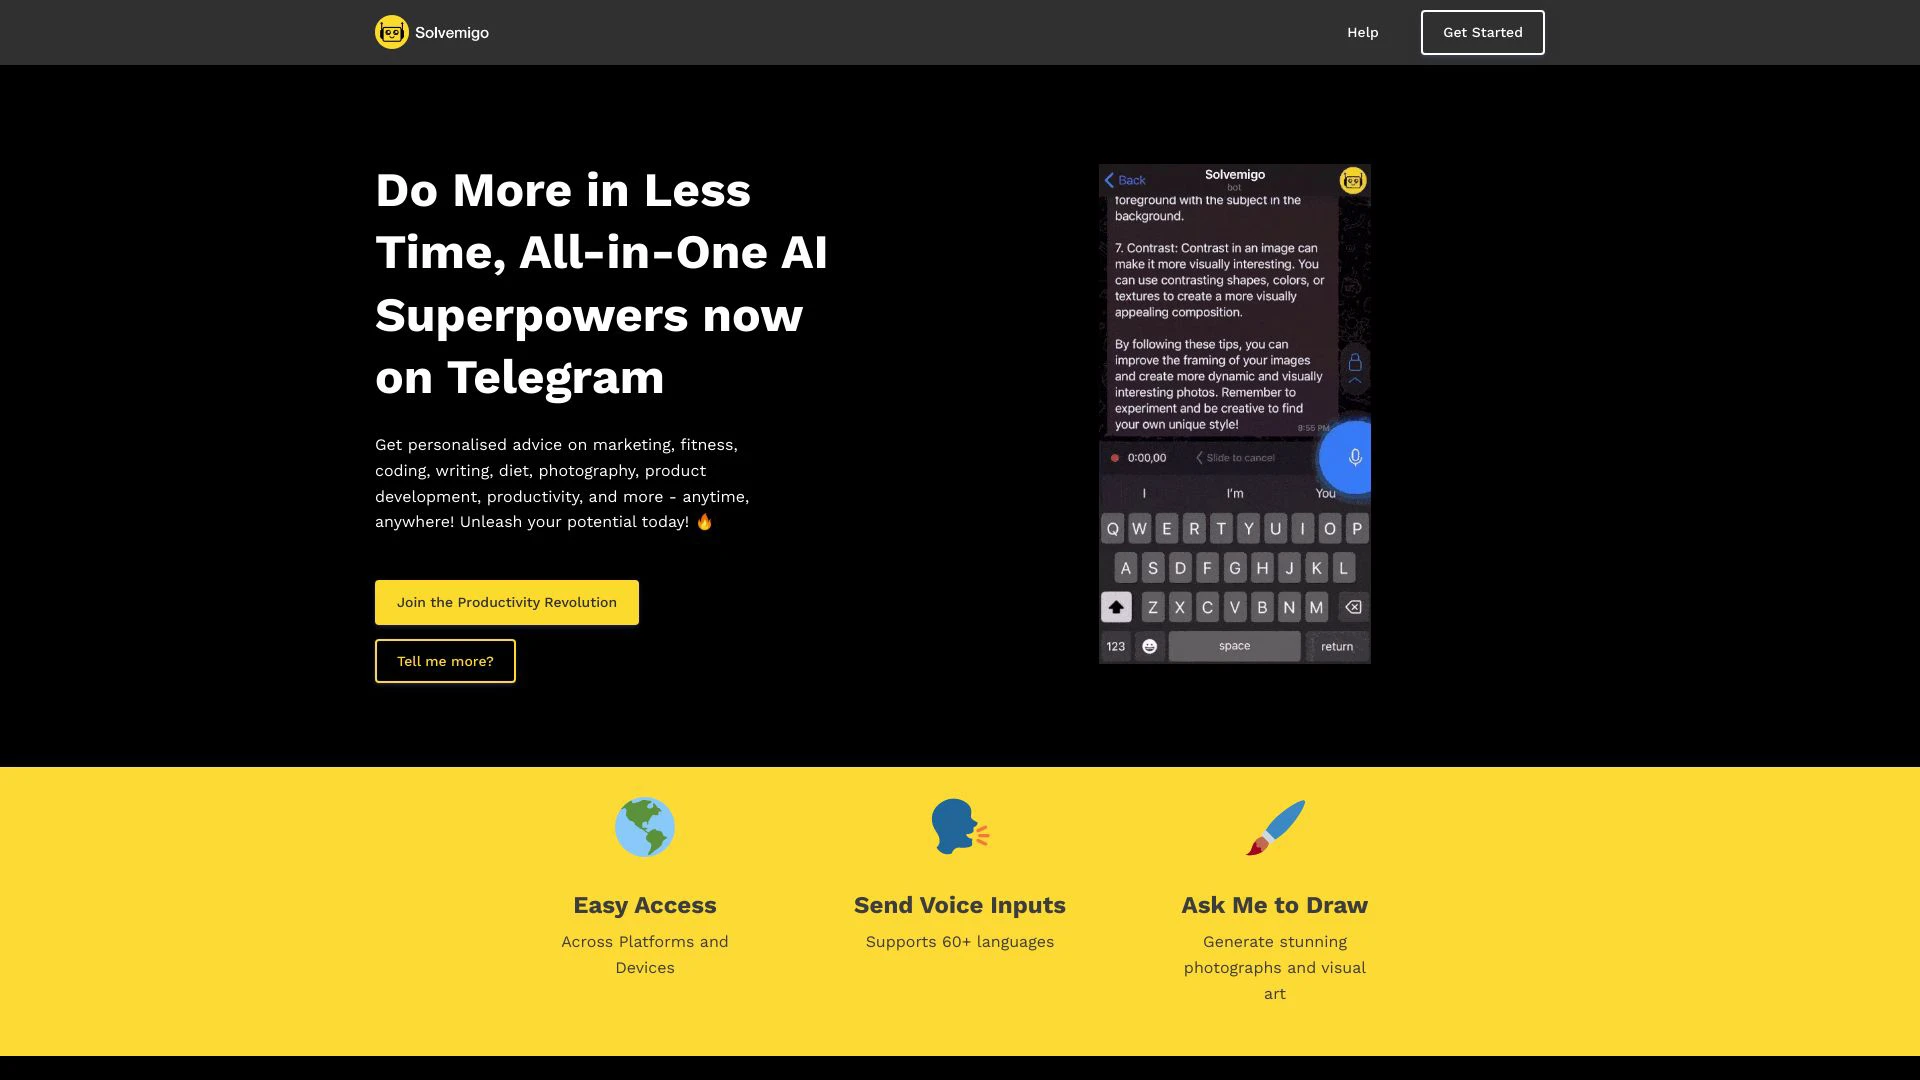 Solvemigo
Help
Get Started
Do More in Less
Time, All-in-One AI
Superpowers now
on Telegram
Get personalised advice on marketing, fitness,
coding, writing, diet, photography, product
development, productivity, and more - anytime,
anywhere! Unleash your potential today! 🔥
Join the Productivity Revolution
Tell me more?
Back
Solvemigo
bot
foreground with the subject in the
background.
7. Contrast: Contrast in an image can
make it more visually interesting. You
can use contrasting shapes, colors, or
textures to create a more visually
appealing composition.
By following these tips, you can
improve the framing of your images
and create more dynamic and visually
interesting photos. Remember to
experiment and be creative to find
your own unique style!
8:55 PM
0:00,00
Slide to cancel
I
I'm
You
Q W E R T Y U I O P
A S D F G H J K L
Z X C V B N M
123
space
return
Easy Access
Across Platforms and
Devices
Send Voice Inputs
Supports 60+ languages
Ask Me to Draw
Generate stunning
photographs and visual
art